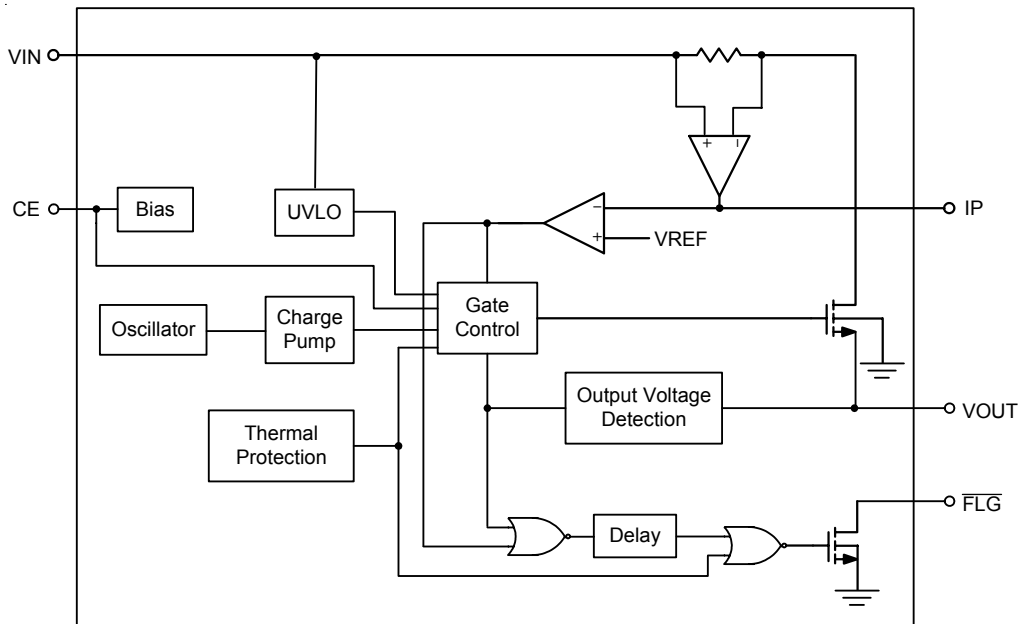 VIN
+ −
CE
Bias
UVLO
−
IP
+
VREF
Gate
Control
Oscillator
Charge
Pump
Output Voltage
Detection
VOUT
Thermal
Protection
FLG
Delay